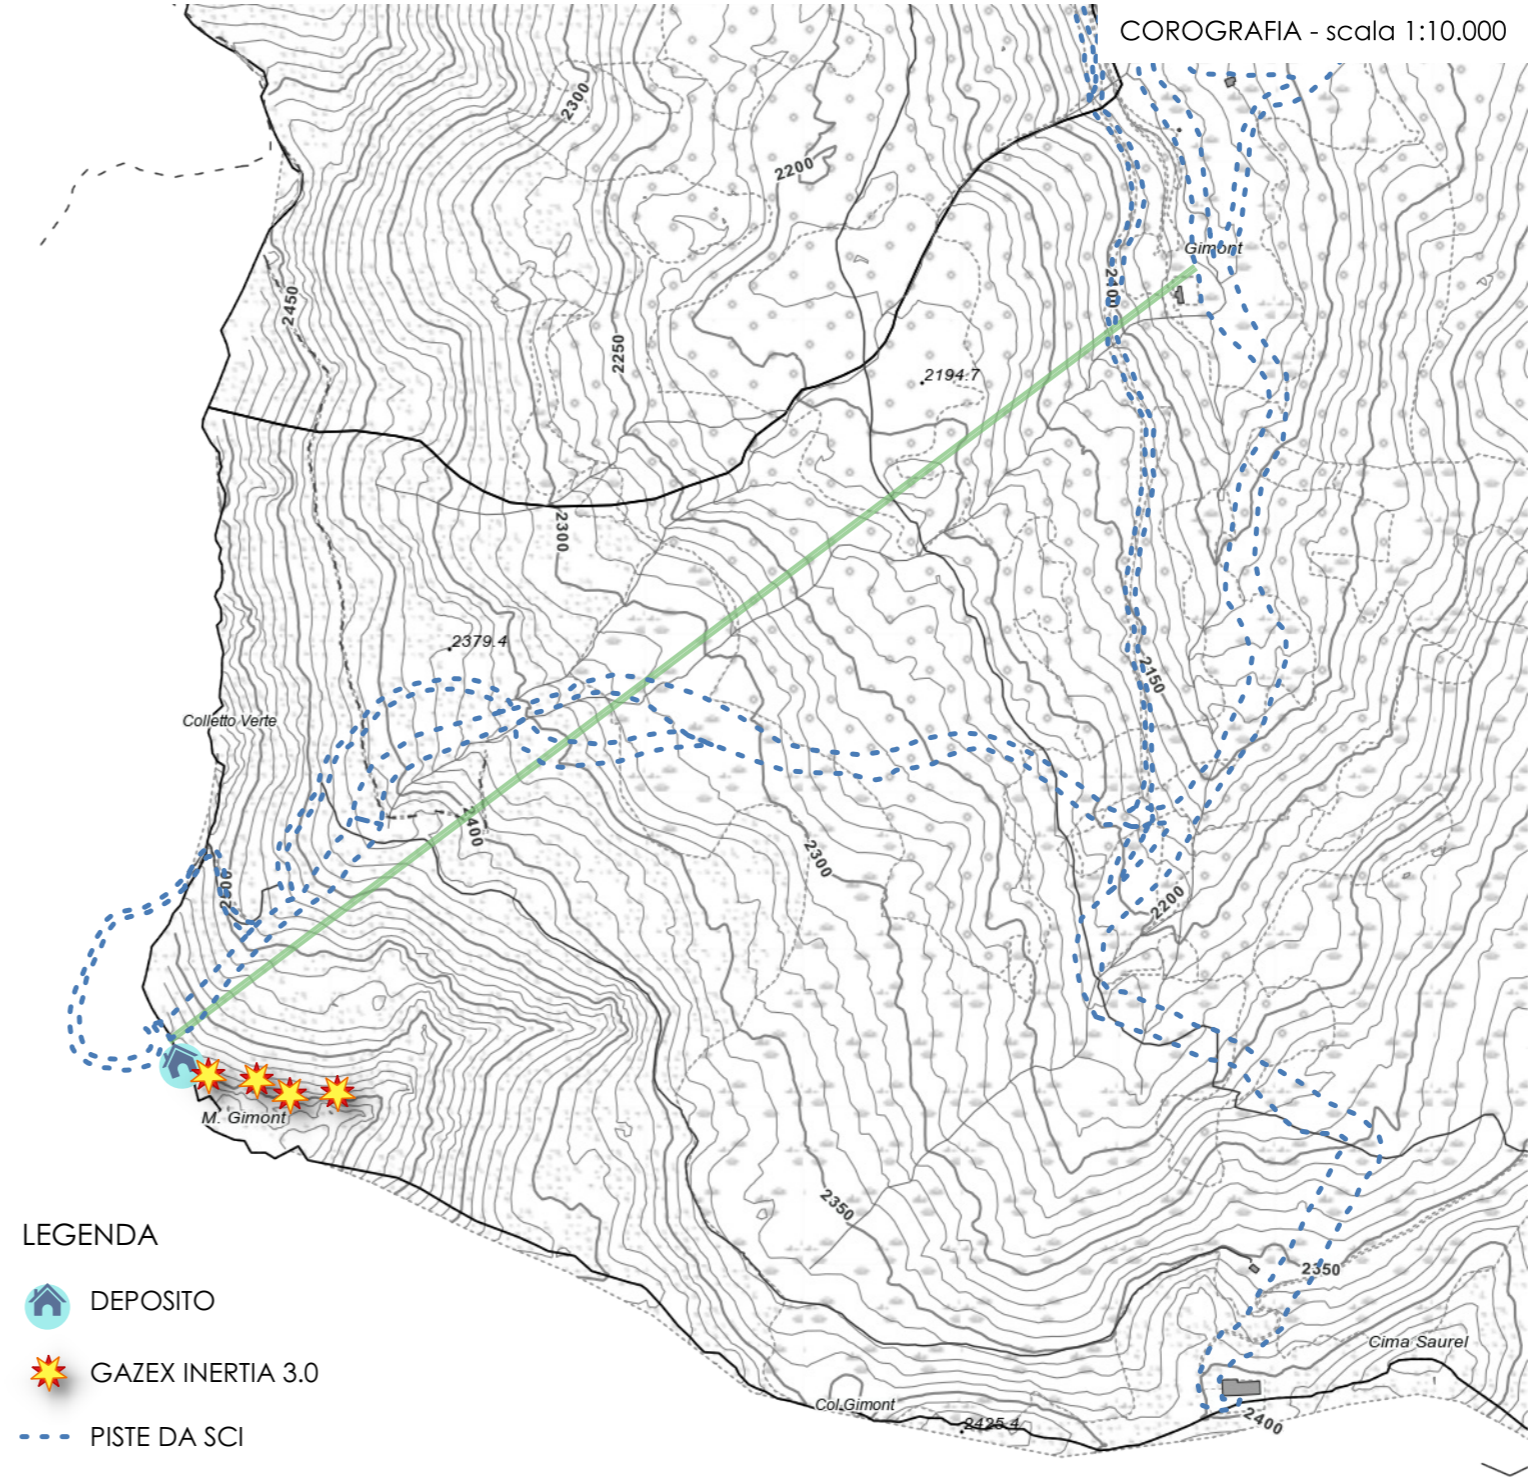 COROGRAFIA - scala 1:10.000
2300
2200
Gimont
2100
2450
2250
2194.7
2300
2379.4
2150
Colletto Verte
2400
2300
2500
2200
M. Gimont
2350
2350
Cima Saurel
Col Gimont
2425.4
2400
LEGENDA
DEPOSITO
GAZEX INERTIA 3.0
PISTE DA SCI